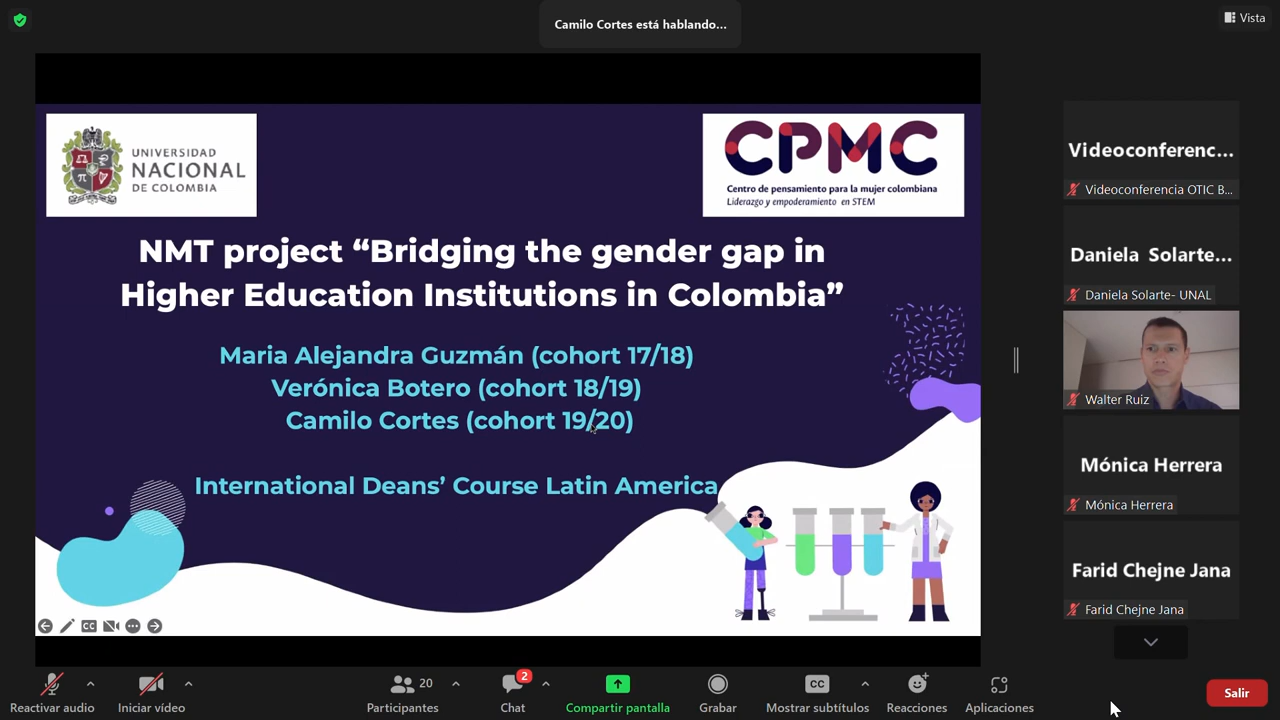 Camilo Cortes está hablando...
Vista
UNIVERSIDAD
NACIONAL
DE COLOMBIA
CPMC
Centro de pensamiento para la mujer colombiana
Liderazgo y empoderamiento en STEM
NMT project “Bridging the gender gap in
Higher Education Institutions in Colombia”
Maria Alejandra Guzmán (cohort 17/18)
Verónica Botero (cohort 18/19)
Camilo Cortes (cohort 19/20)
International Deans’ Course Latin America
CC
Videoconferenc...
Videoconferencia OTIC B...
Daniela Solarte...
Daniela Solarte- UNAL
Walter Ruiz
Mónica Herrera
Mónica Herrera
Farid Chejne Jana
Farid Chejne Jana
Reactivar audio
Iniciar vídeo
20
Participantes
2
Chat
Compartir pantalla
Grabar
CC
Mostrar subtítulos
Reacciones
Aplicaciones
Salir